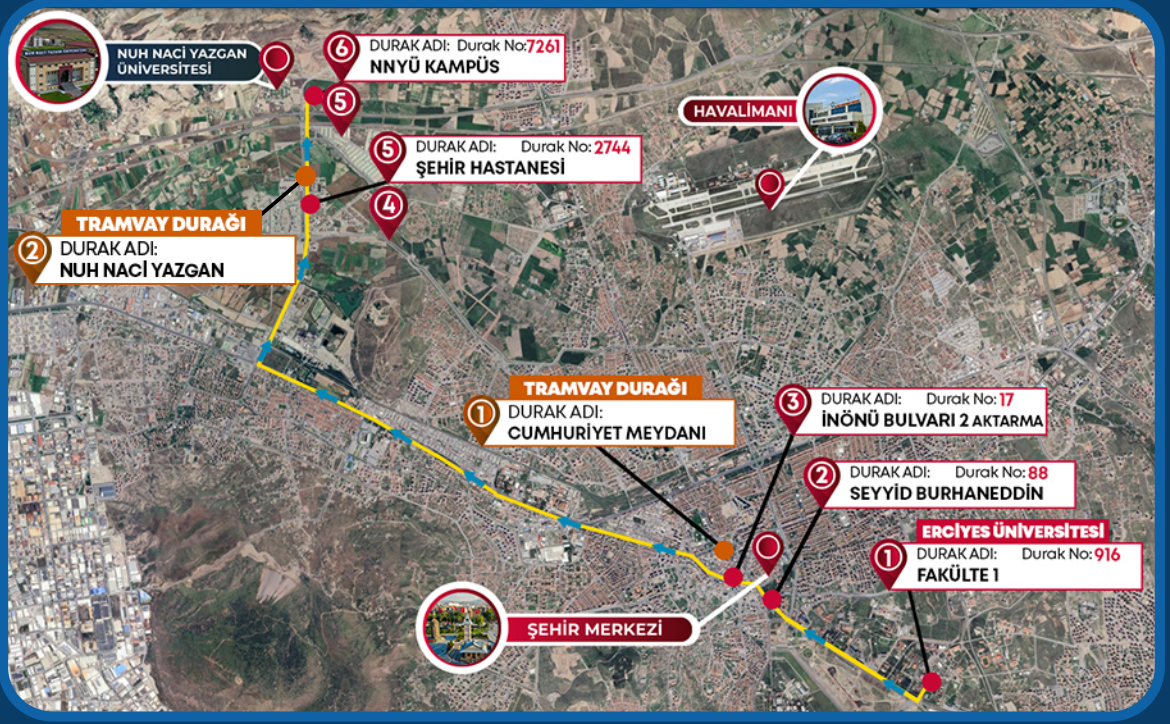 NUH NACİ YAZGAN
ÜNİVERSİTESİ
6
DURAK ADI: Durak No:7261
NNYÜ KAMPÜS
5
HAVALİMANI
5
DURAK ADI: Durak No: 2744
ŞEHİR HASTANESİ
4
TRAMVAY DURAĞI
2
DURAK ADI:
NUH NACİ YAZGAN
TRAMVAY DURAĞI
1
DURAK ADI:
CUMHURİYET MEYDANI
3
DURAK ADI: Durak No: 17
İNÖNÜ BULVARI 2 AKTARMA
2
DURAK ADI: Durak No: 88
SEYYİD BURHANEDDİN
ERCİYES ÜNİVERSİTESİ
1
DURAK ADI: Durak No: 916
FAKÜLTE 1
ŞEHİR MERKEZİ